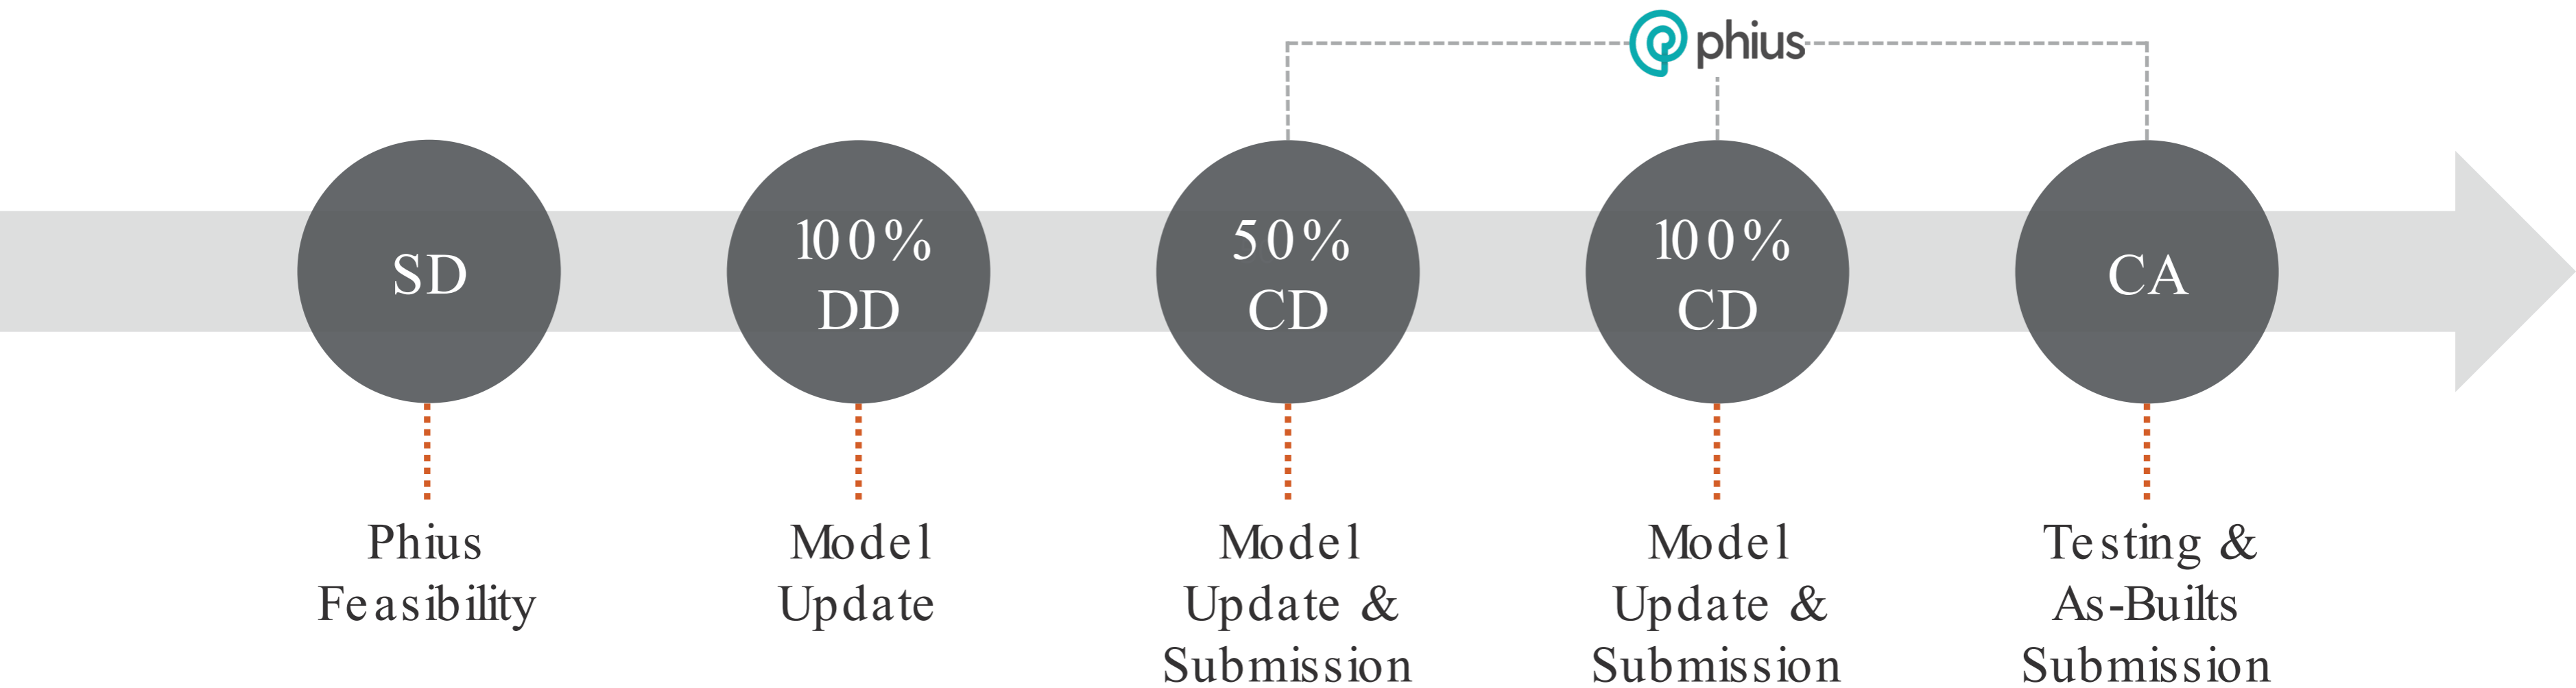 phius
SD
100%
DD
50%
CD
100%
CD
CA
Phius
Feasibility
Model
Update
Model
Update &
Submission
Model
Update &
Submission
Testing &
As-Builts
Submission